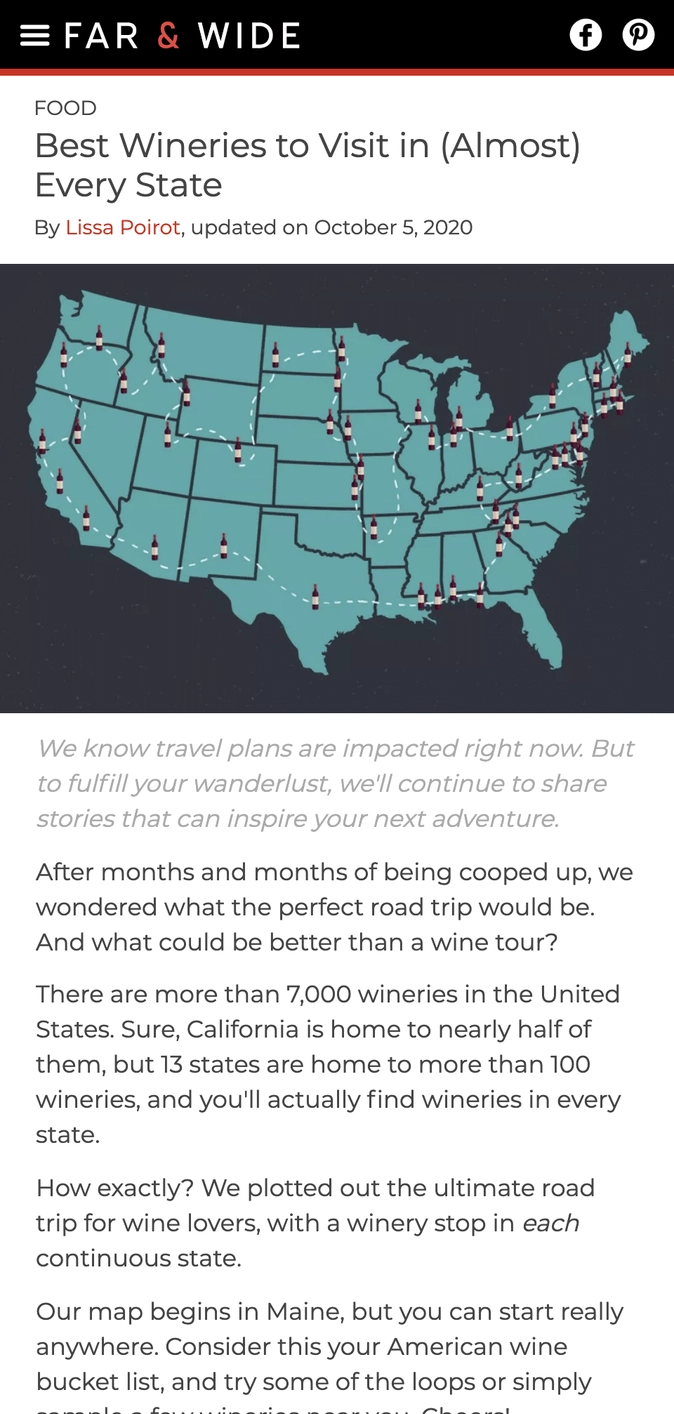 FAR & WIDE
FOOD
Best Wineries to Visit in (Almost)
Every State
By Lissa Poirot, updated on October 5, 2020
We know travel plans are impacted right now. But
to fulfill your wanderlust, we'll continue to share
stories that can inspire your next adventure.
After months and months of being cooped up, we
wondered what the perfect road trip would be.
And what could be better than a wine tour?
There are more than 7,000 wineries in the United
States. Sure, California is home to nearly half of
them, but 13 states are home to more than 100
wineries, and you'll actually find wineries in every
state.
How exactly? We plotted out the ultimate road
trip for wine lovers, with a winery stop in each
continuous state.
Our map begins in Maine, but you can start really
anywhere. Consider this your American wine
bucket list, and try some of the loops or simply
sample a few wineries near you. Cheers!